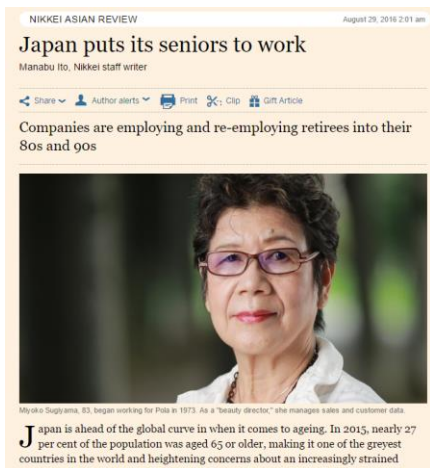 NIKKEI ASIAN REVIEW August 29, 2016 2:01 am
Japan puts its seniors to work
Manabu Ito, Nikkei staff writer
Share Author alerts Print Clip Gift Article
Companies are employing and re-employing retirees into their
80s and 90s
Miyoko Sugiyama, 83, began working for Pola in 1973. As a "beauty director," she manages sales and customer data.
Japan is ahead of the global curve in when it comes to ageing. In 2015, nearly 27
per cent of the population was aged 65 or older, making it one of the greyest
countries in the world and heightening concerns about an increasingly strained